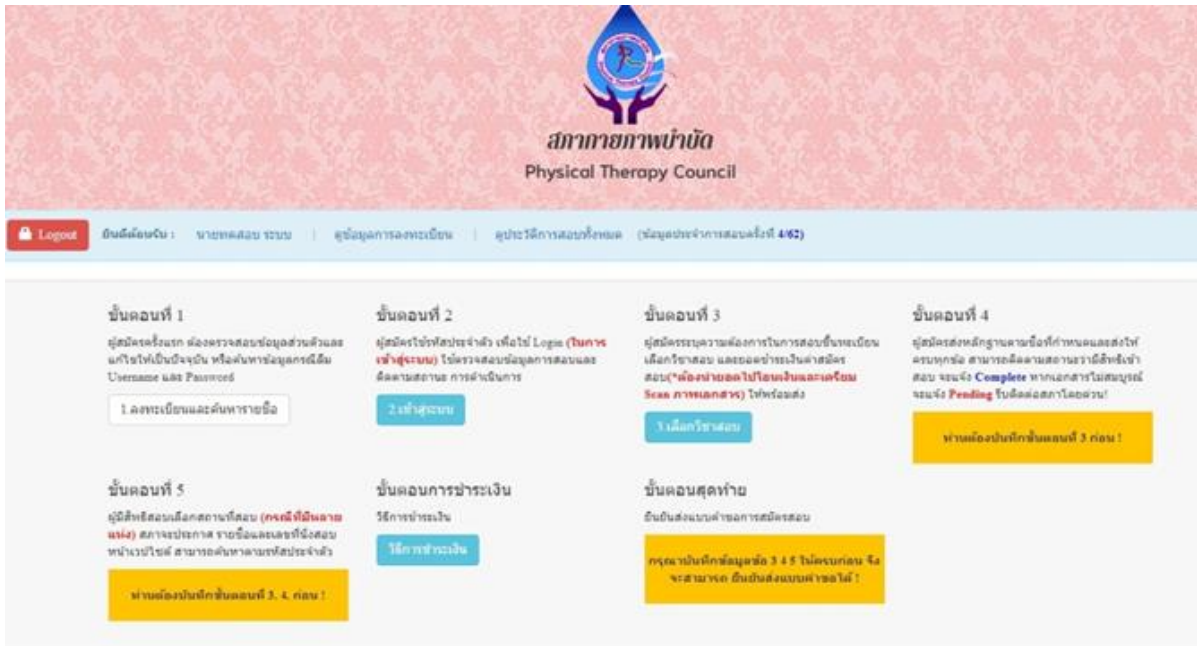 สภากายภาพบำบัด
Physical Therapy Council
Logout ยินดีต้อนรับ : นายทดสอบ ระบบ | ดูข้อมูลการลงทะเบียน | ดูประวัติการสอบทั้งหมด (ข้อมูลประจำการสอบครั้งที่ 4/62)
ขั้นตอนที่ 1
ผู้สมัครครั้งแรก ต้องตรวจสอบข้อมูลส่วนตัวและ
แก้ไขให้เป็นปัจจุบัน หรือค้นหาข้อมูลกรณีลืม
Username และ Password
1.ลงทะเบียนและค้นหารายชื่อ
ขั้นตอนที่ 2
ผู้สมัครใช้รหัสประจำตัว เพื่อใช้ Login (ในการ
เข้าสู่ระบบ) ใช้ตรวจสอบข้อมูลการสอบและ
ติดตามสถานะ การดำเนินการ
2.เข้าสู่ระบบ
ขั้นตอนที่ 3
ผู้สมัครระบุความต้องการในการสอบขึ้นทะเบียน
เลือกวิชาสอบ และยอดชำระเงินค่าสมัคร
สอบ(*ต้องนำยอดไปโอนเงินและเตรียม
Scan ภาพเอกสาร) ให้พร้อมส่ง
3.เลือกวิชาสอบ
ขั้นตอนที่ 4
ผู้สมัครส่งหลักฐานตามชื่อที่กำหนดและส่งให้
ครบทุกข้อ สามารถติดตามสถานะว่ามีสิทธิเข้า
สอบ จะแจ้ง Complete หากเอกสารไม่สมบูรณ์
จะแจ้ง Pending รีบติดต่อสภาโดยด่วน!
ท่านต้องบันทึกขั้นตอนที่ 3 ก่อน !
ขั้นตอนที่ 5
ผู้มีสิทธิสอบเลือกสถานที่สอบ (กรณีที่มีหลาย
แห่ง) สภาจะประกาศ รายชื่อและเลขที่นั่งสอบ
หน้าเวปไซต์ สามารถค้นหาตามรหัสประจำตัว
ท่านต้องบันทึกขั้นตอนที่ 3. 4. ก่อน !
ขั้นตอนการชำระเงิน
วิธีการชำระเงิน
วิธีการชำระเงิน
ขั้นตอนสุดท้าย
ยืนยันส่งแบบคำขอการสมัครสอบ
กรุณาบันทึกข้อมูลข้อ 3 4 5 ให้ครบก่อน จึง
จะสามารถ ยืนยันส่งแบบคำขอได้ !